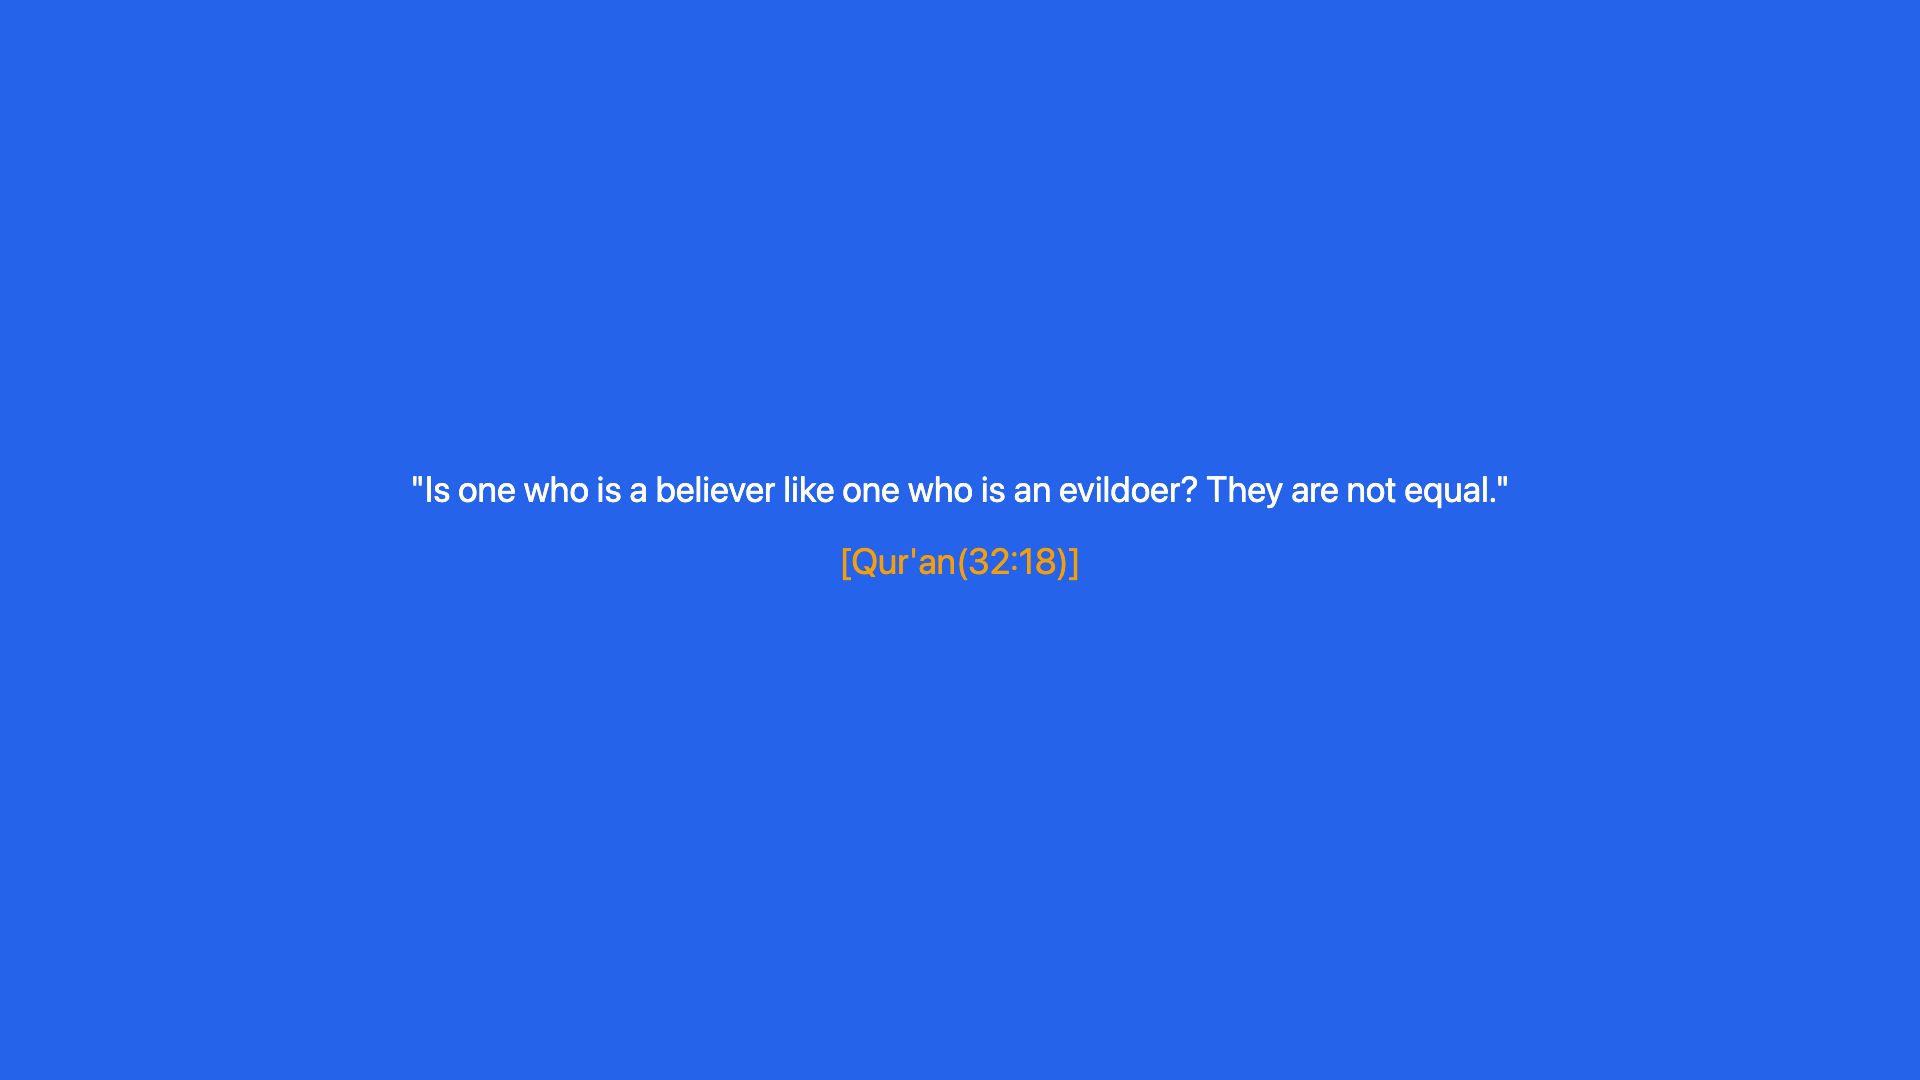 "Is one who is a believer like one who is an evildoer? They are not equal."
[Qur'an(32:18)]